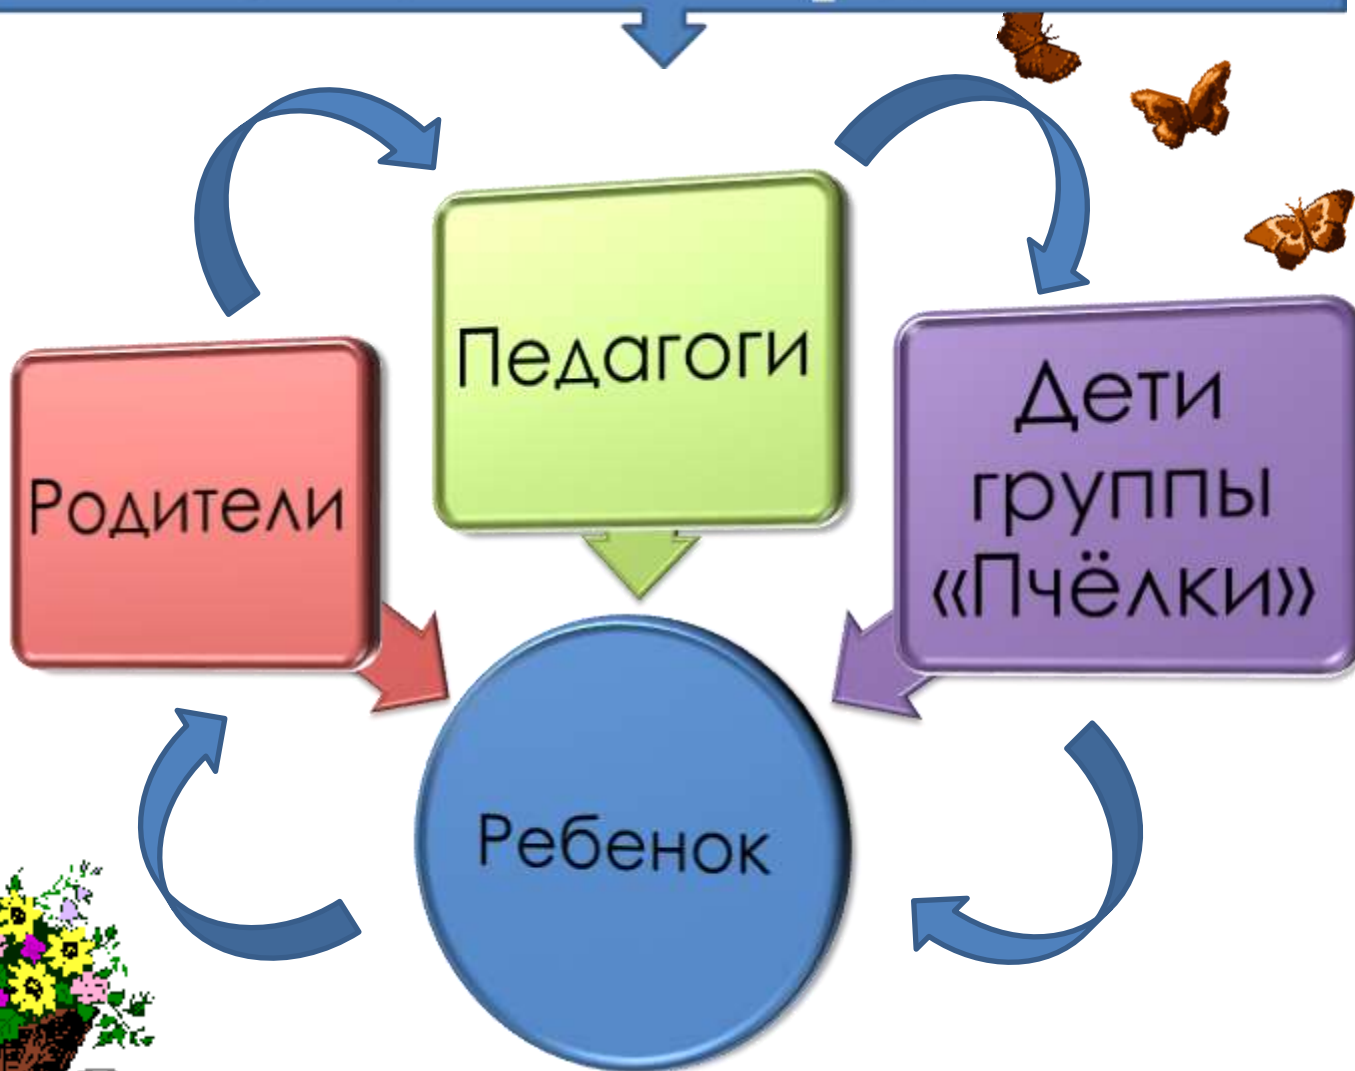 Педагоги
Родители
Дети
группы
«Пчёлки»
Ребенок